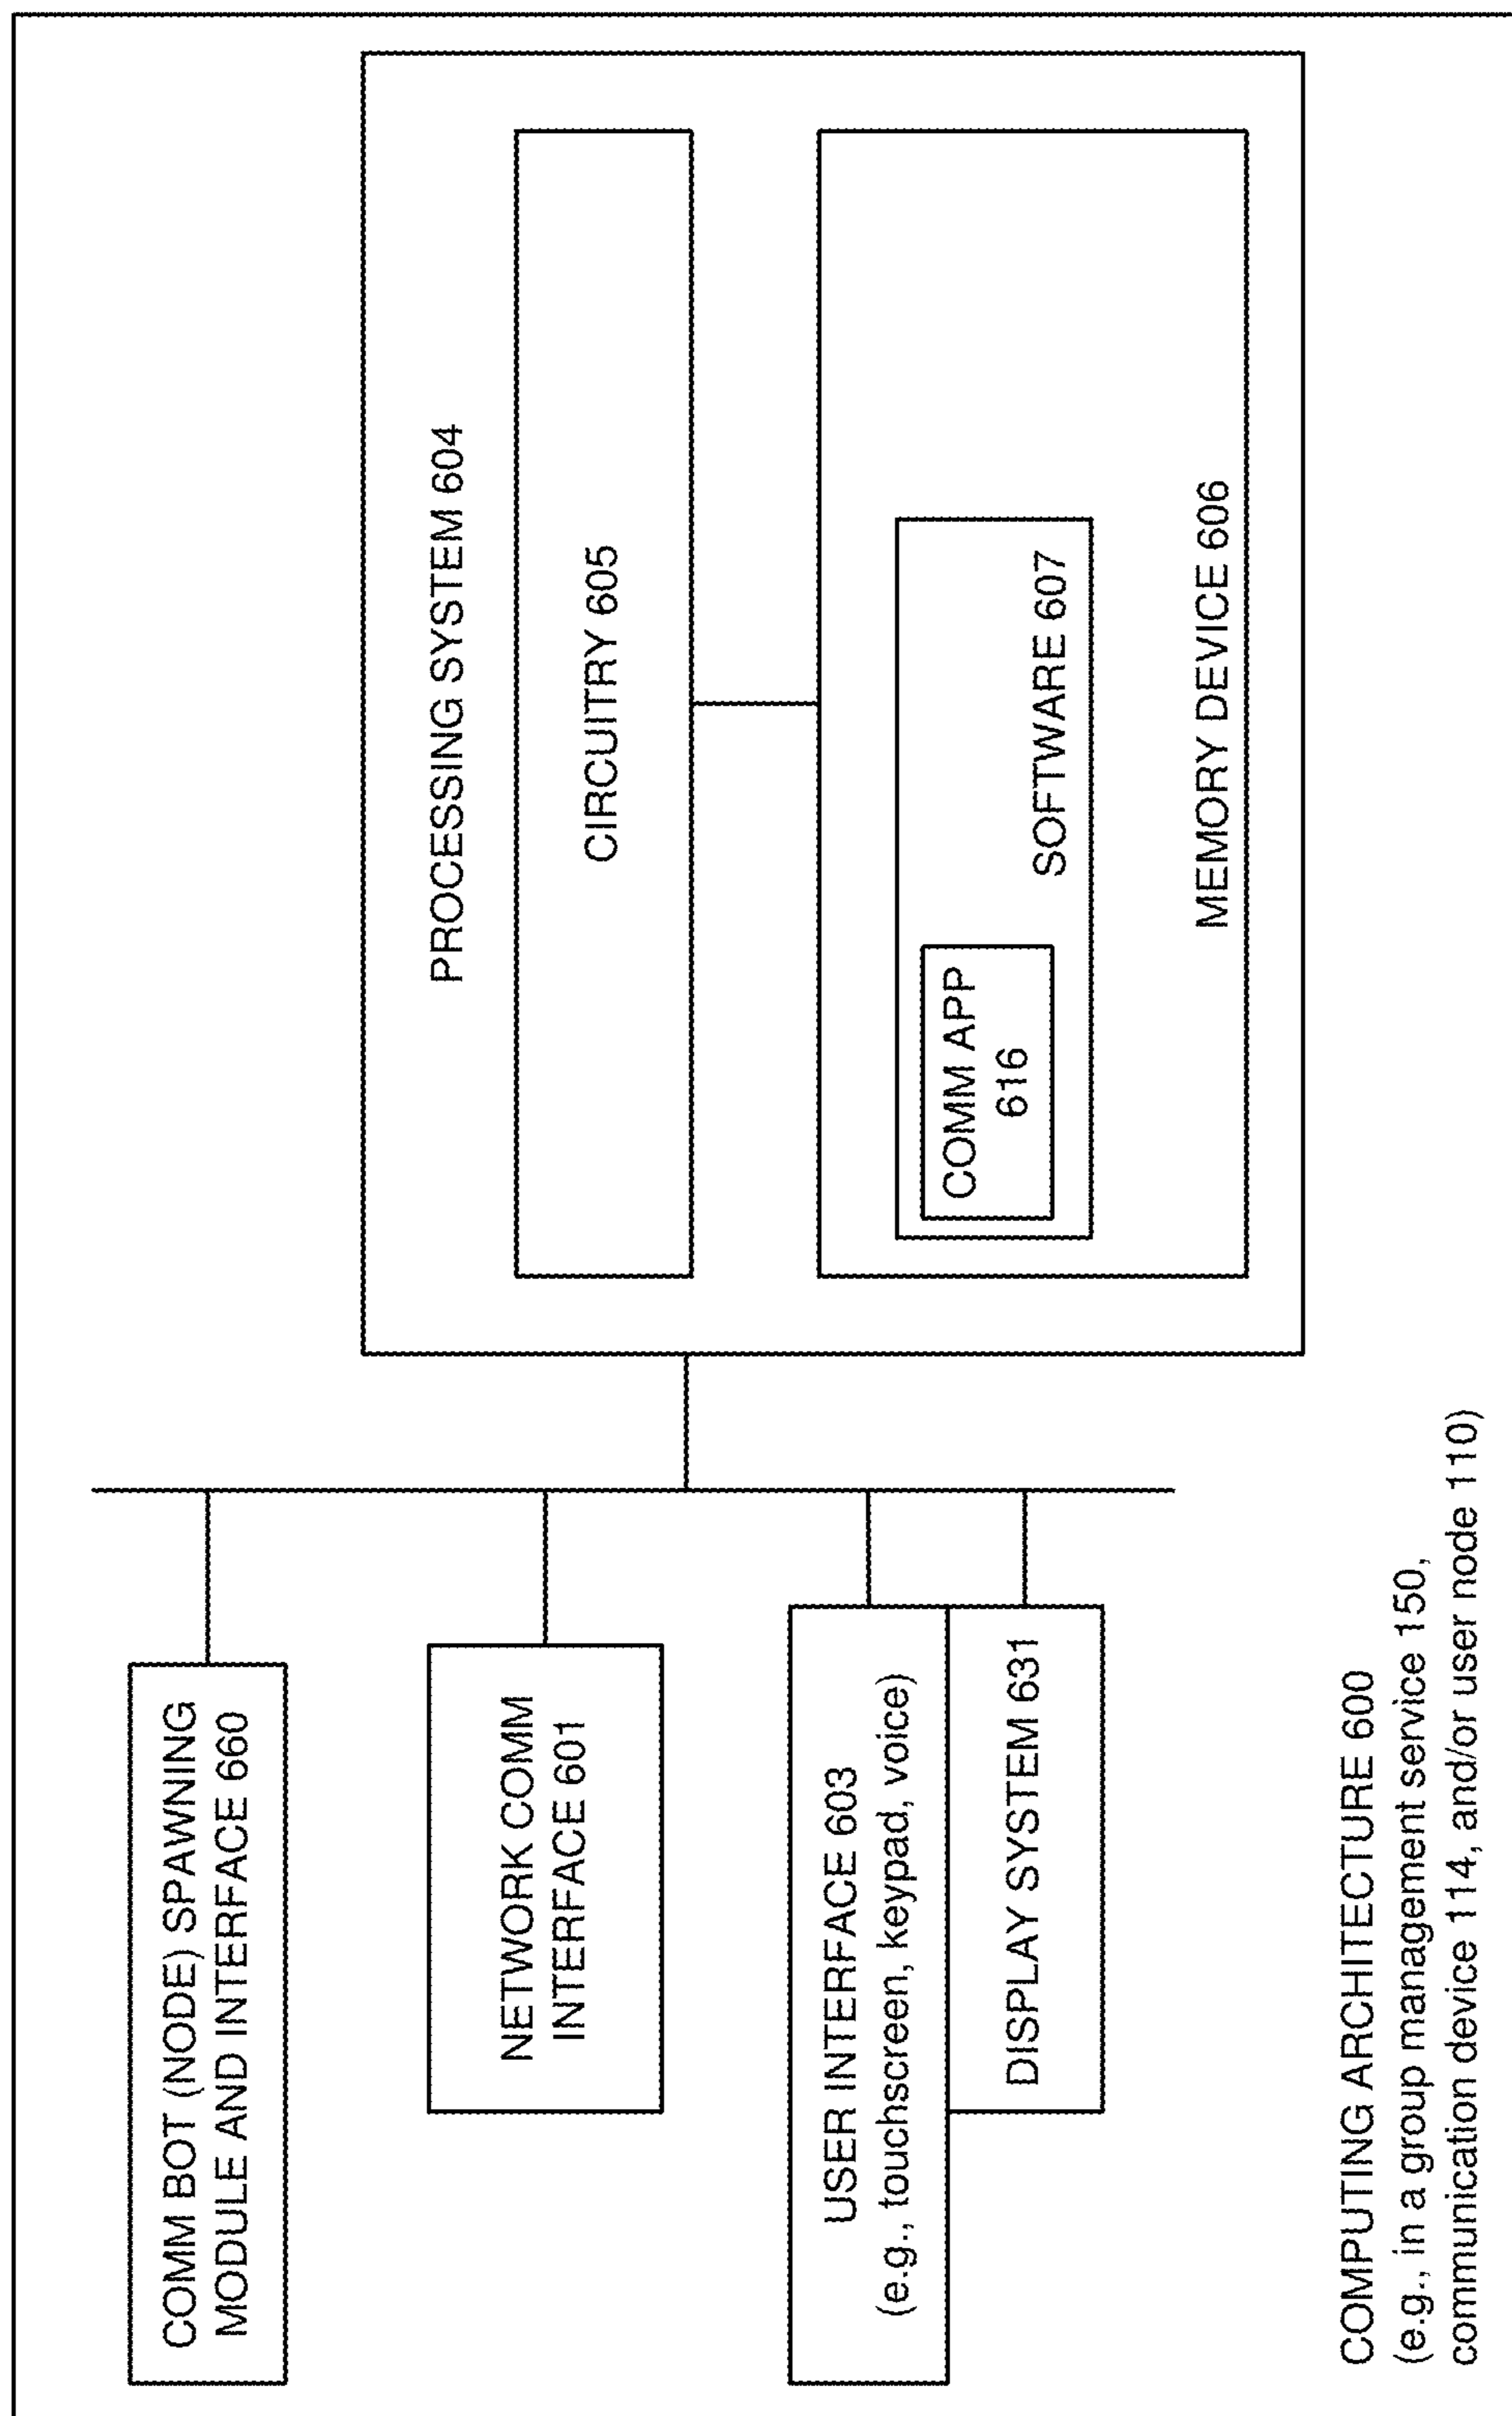 COMM BOT (NODE) SPAWNING
MODULE AND INTERFACE 660
NETWORK COMM
INTERFACE 601
USER INTERFACE 603
(e.g., touchscreen, keypad, voice)
DISPLAY SYSTEM 631
PROCESSING SYSTEM 604
CIRCUITRY 605
COMM APP
616
SOFTWARE 607
MEMORY DEVICE 606
COMPUTING ARCHITECTURE 600
(e.g., in a group management service 150,
communication device 114, and/or user node 110)